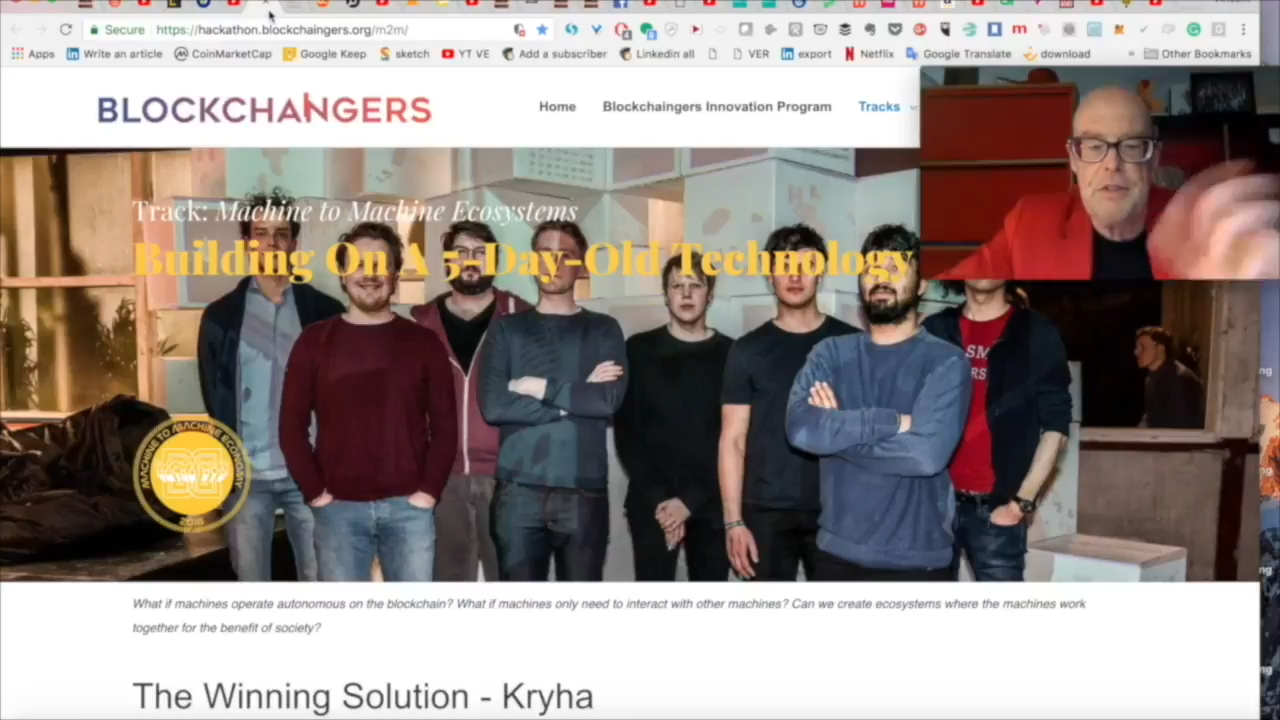 Secure
https://hackathon.blockchaingers.org/m2m/
Apps
Write an article
CoinMarketCap
Google Keep
sketch
YT VE
Add a subscriber
Linkedin all
VER
export
Netflix
Google Translate
download
»
Other Bookmarks
BLOCKCHANGERS
Home
Blockchaingers Innovation Program
Tracks
Track: Machine to Machine Ecosystems
Building On A 5-Day-Old Technology
MACHINE TO MACHINE ECONOMY
HACKATHON
2018
What if machines operate autonomous on the blockchain? What if machines only need to interact with other machines? Can we create ecosystems where the machines work
together for the benefit of society?
The Winning Solution - Kryha